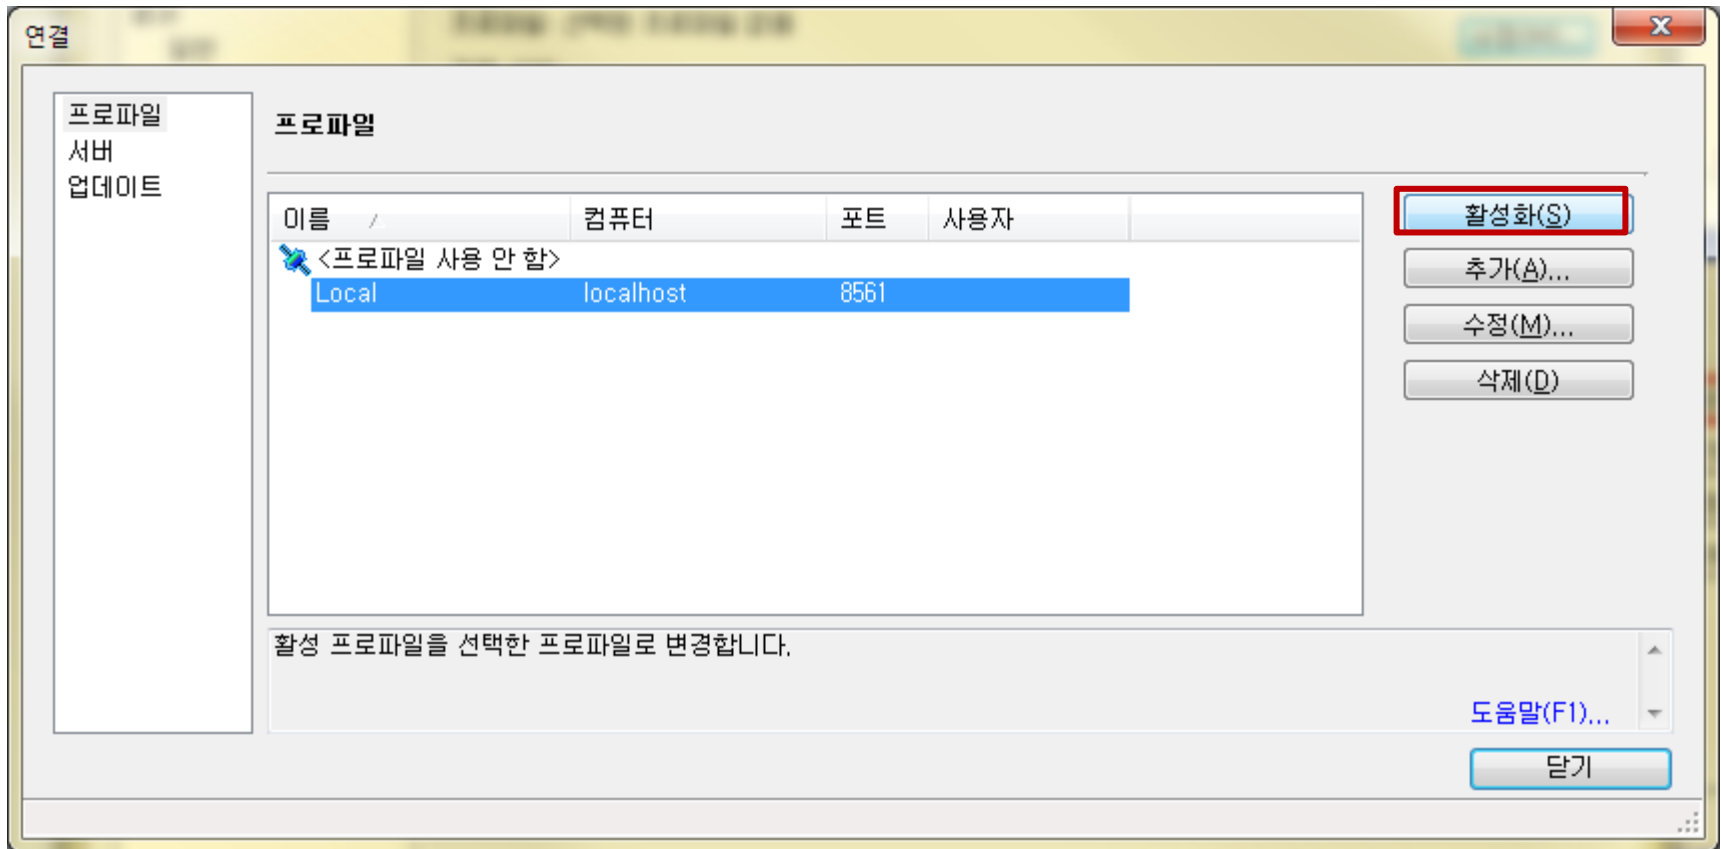 연결
프로파일
서버
업데이트
프로파일
이름 컴퓨터 포트 사용자
<프로파일 사용 안 함>
Local localhost 8561
활성화(S)
추가(A)...
수정(M)...
삭제(D)
활성 프로파일을 선택한 프로파일로 변경합니다.
도움말(F1)...
닫기